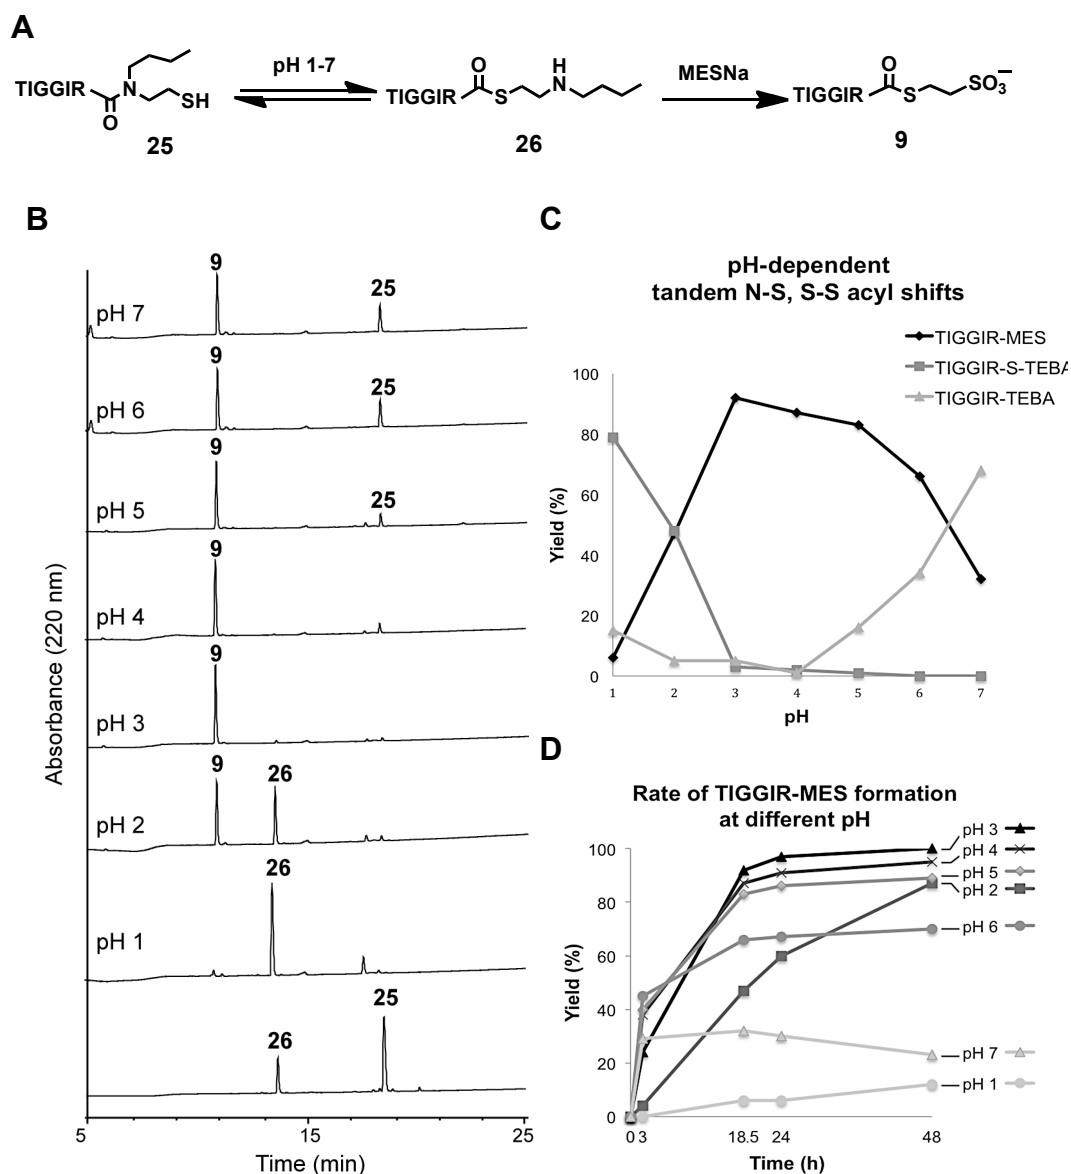 A
TIGGIR
N
SH
O
25
pH 1-7
TIGGIR
O
S
H
N
26
MESNa
TIGGIR
O
S
SO3−
9
B
Absorbance (220 nm)
pH 7
9
25
pH 6
9
25
pH 5
9
25
pH 4
9
pH 3
9
pH 2
9
26
pH 1
26
26
25
5
15
25
Time (min)
C
pH-dependent
tandem N-S, S-S acyl shifts
TIGGIR-MES
TIGGIR-S-TEBA
TIGGIR-TEBA
Yield (%)
100
80
60
40
20
0
1 2 3 4 5 6 7
pH
D
Rate of TIGGIR-MES formation
at different pH
Yield (%)
100
80
60
40
20
0
pH 3
pH 4
pH 5
pH 2
pH 6
pH 7
pH 1
0 3 18.5 24 48
Time (h)